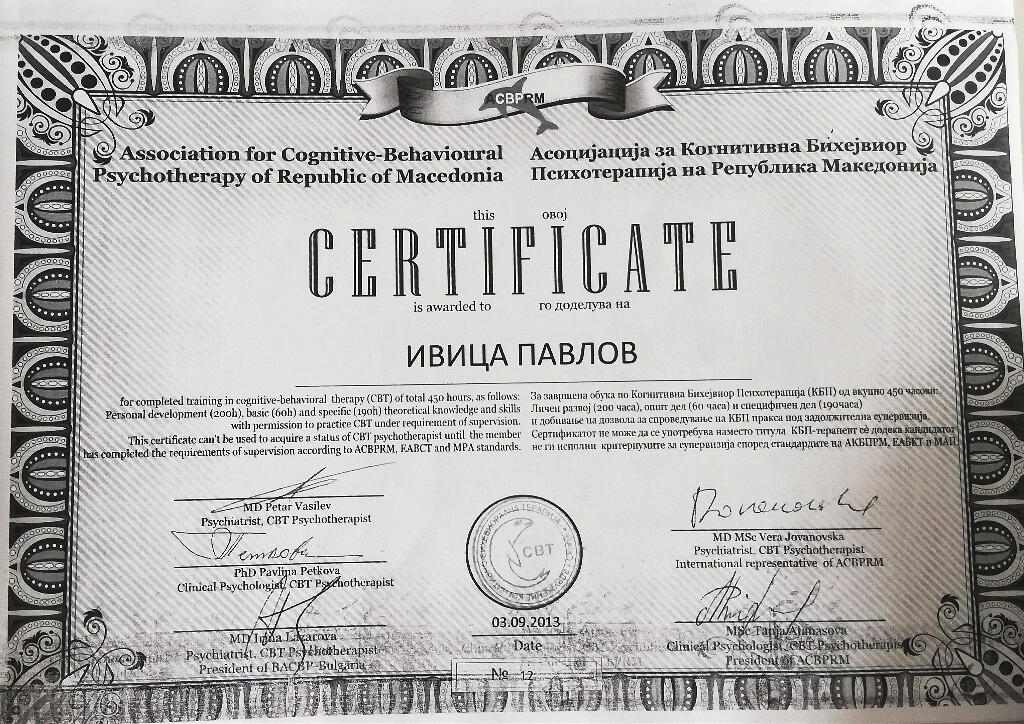 ACBPRM
Association for Cognitive-Behavioural
Psychotherapy of Republic of Macedonia
Асоцијација за Когнитивна Бихејвиор
Психотерапија на Република Македонија
this овој
CERTIFICATE
is awarded to го доделува на
ИВИЦА ПАВЛОВ
for completed training in cognitive-behavioral therapy (CBT) of total 450 hours, as follows:
Personal development (200h), basic (60h) and specific (190h) theoretical knowledge and skills
with permission to practice CBT under requirement of supervision.
This certificate can't be used to acquire a status of CBT psychotherapist until the member
has completed the requirements of supervision according to ACBPRM, EABCT and MPA standards.
За завршена обука по Когнитивна Бихејвиор Психотерапија (КБП) од вкупно 450 часови:
Личен развој (200 часа), општ дел (60 часа) и специфичен дел (190часа)
и добивање на дозвола за спроведување на КБП пракса под задолжителна супервизија.
Сертификатот не може да се употребува наместо титула КБП-терапевт сè додека кандидатот
не ги исполни критериумите за супервизија според стандардите на АКБПРМ, ЕАБКТ и МАП.
MD Petar Vasilev
Psychiatrist, CBT Psychotherapist
Петкова
PhD Pavlina Petkova
Clinical Psychologist, CBT Psychotherapist
MD Irina Lazarova
Psychiatrist, CBT Psychotherapist
President of BACBP-Bulgaria
CBT
03.09.2013
Date
№ 12
MD MSc Vera Jovanovska
Psychiatrist, CBT Psychotherapist
International representative of ACBPRM
MSc Tanja Atanasova
Clinical Psychologist, CBT Psychotherapist
President of ACBPRM